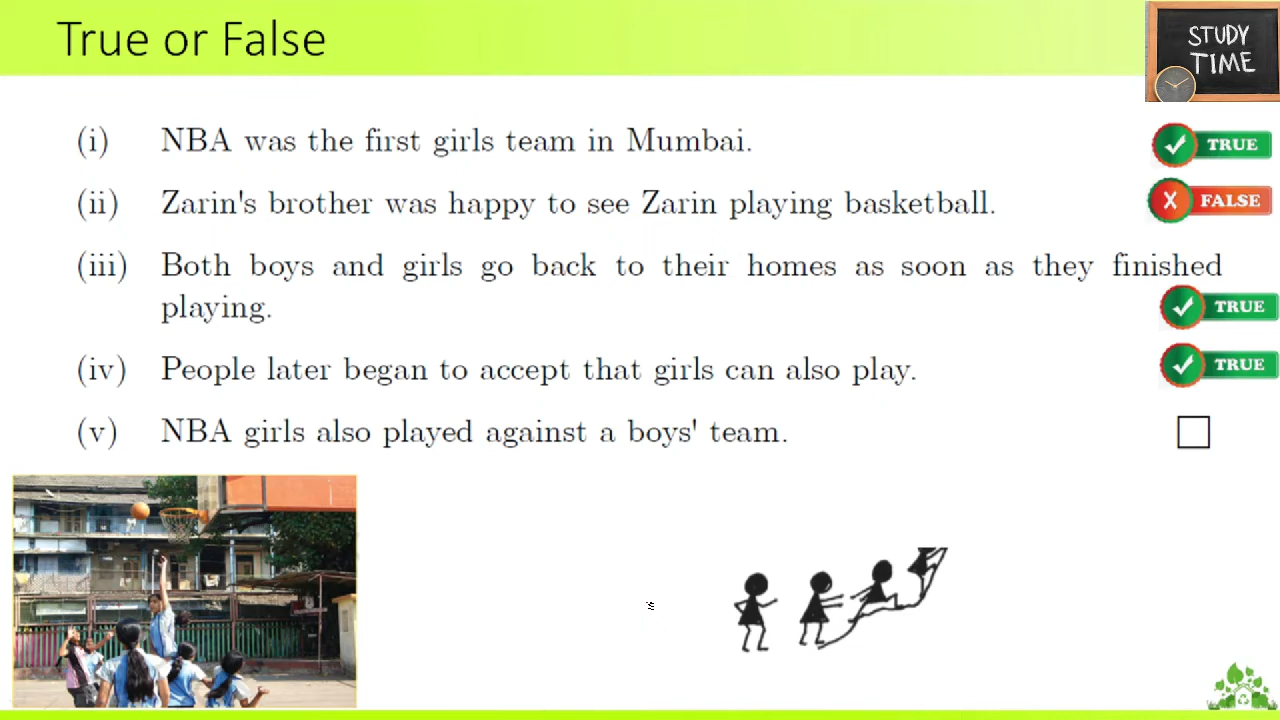 True or False
STUDY
TIME
(i) NBA was the first girls team in Mumbai.
TRUE
(ii) Zarin's brother was happy to see Zarin playing basketball.
FALSE
(iii) Both boys and girls go back to their homes as soon as they finished
playing.
TRUE
(iv) People later began to accept that girls can also play.
TRUE
(v) NBA girls also played against a boys' team.